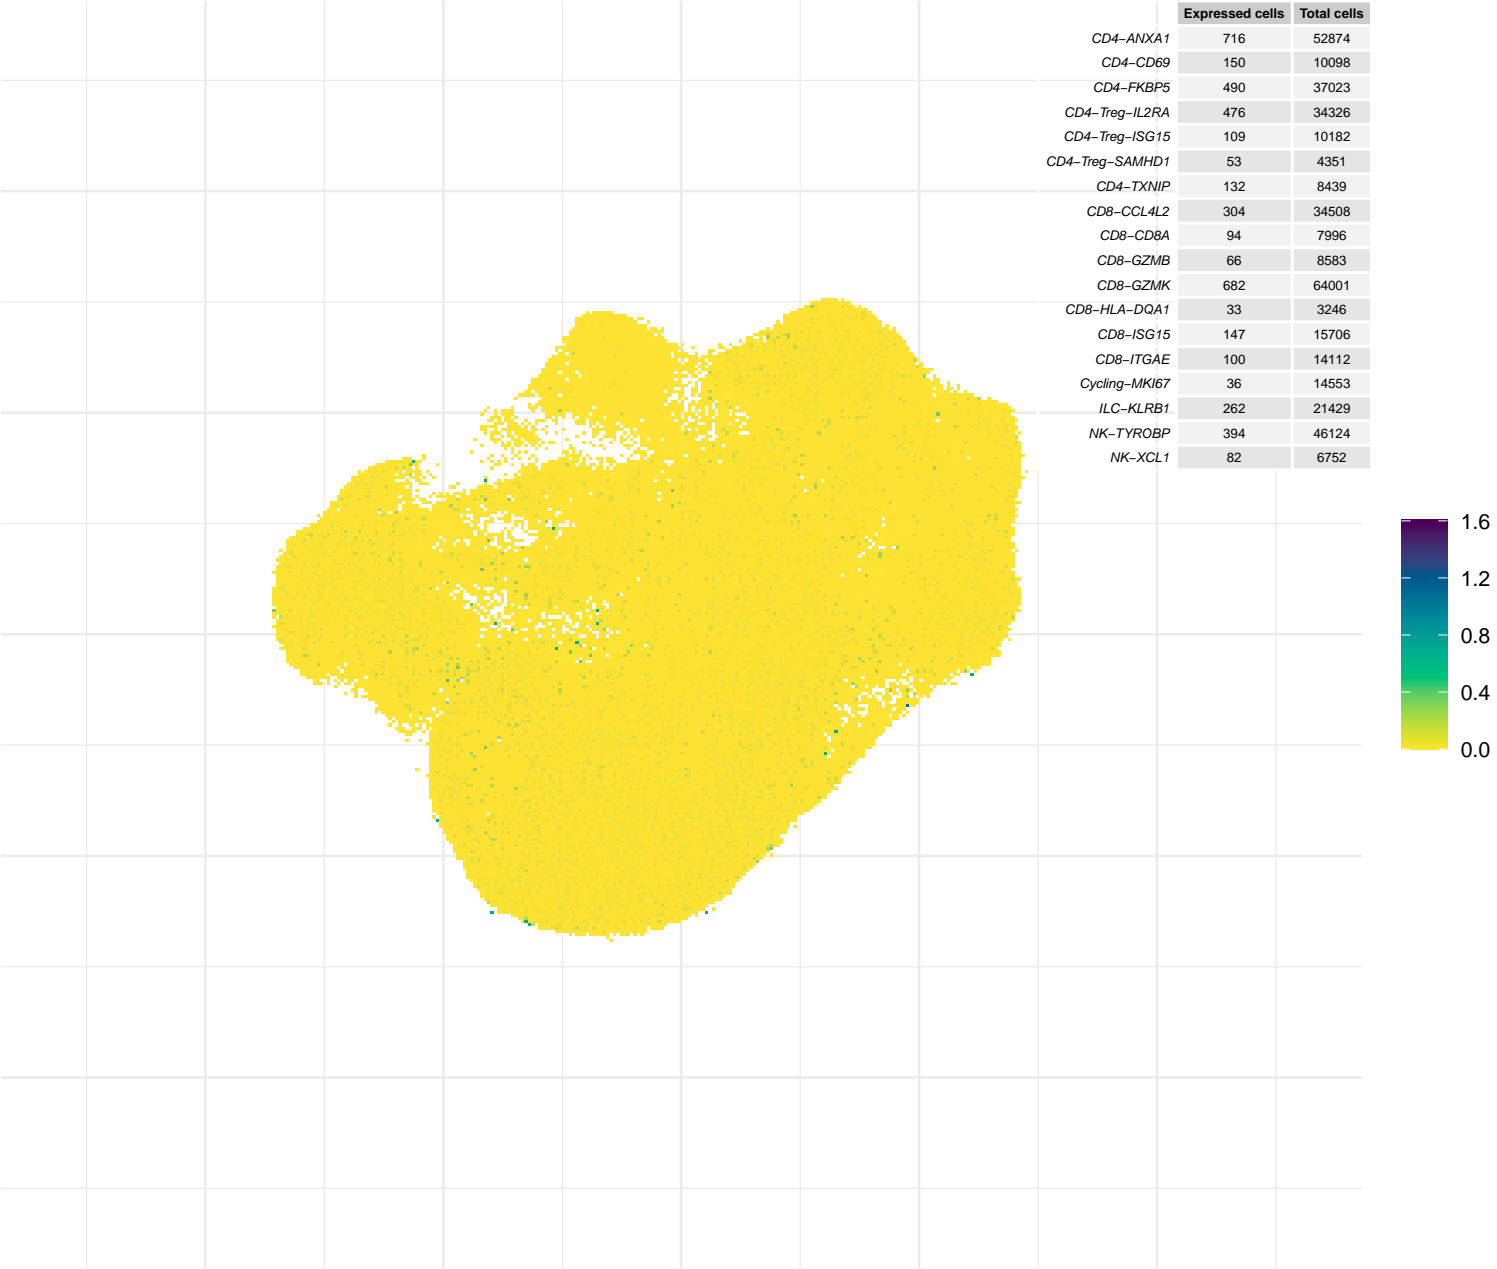 Expressed cells Total cells
CD4−ANXA1 716 52874
CD4−CD69 150 10098
CD4−FKBP5 490 37023
CD4−Treg−IL2RA 476 34326
CD4−Treg−ISG15 109 10182
CD4−Treg−SAMHD1 53 4351
CD4−TXNIP 132 8439
CD8−CCL4L2 304 34508
CD8−CD8A 94 7996
CD8−GZMB 66 8583
CD8−GZMK 682 64001
CD8−HLA−DQA1 33 3246
CD8−ISG15 147 15706
CD8−ITGAE 100 14112
Cycling−MKI67 36 14553
ILC−KLRB1 262 21429
NK−TYROBP 394 46124
NK−XCL1 82 6752
1.6
1.2
0.8
0.4
0.0